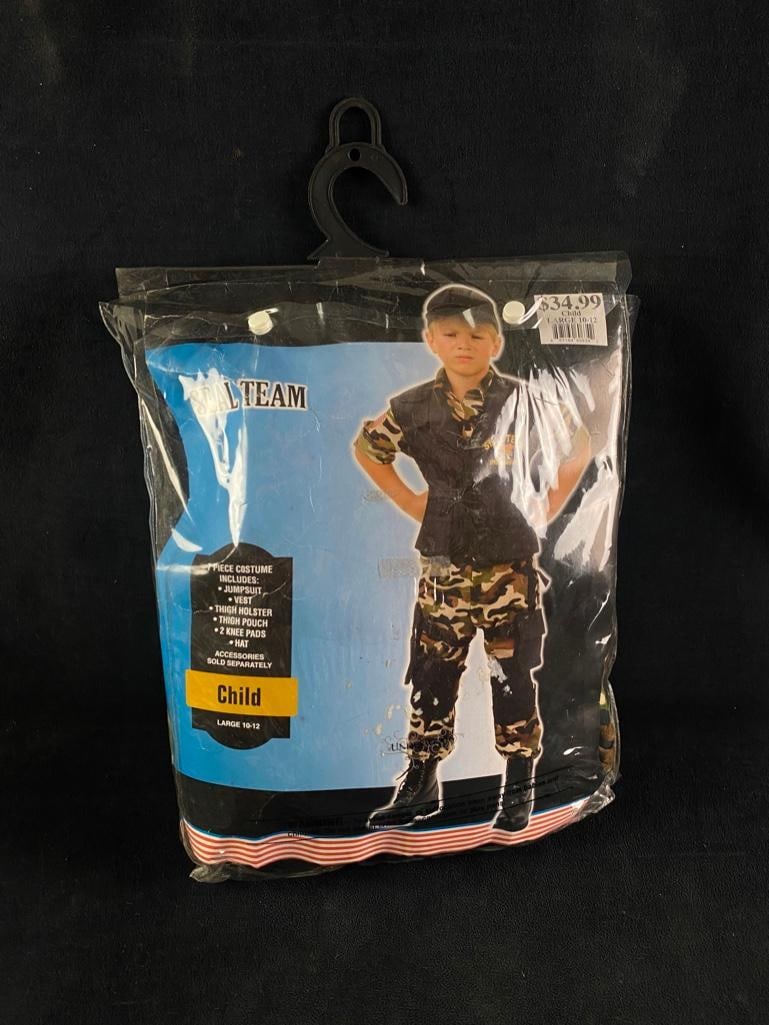 $34.99
Child
LARGE 10-12
SEAL TEAM
7 PIECE COSTUME
INCLUDES:
• JUMPSUIT
• VEST
• THIGH HOLSTER
• THIGH POUCH
• 2 KNEE PADS
• HAT
ACCESSORIES
SOLD SEPARATELY
Child
LARGE 10-12